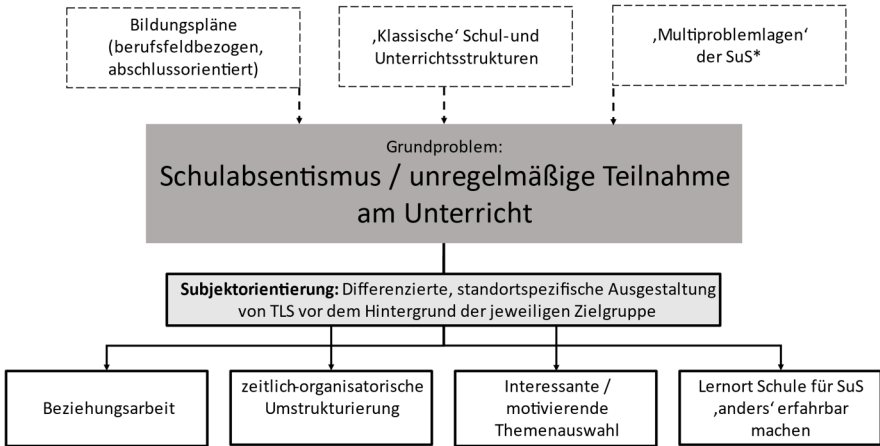 Bildungspläne
(berufsfeldbezogen,
abschlussorientiert)
‚Klassische‘ Schul-und
Unterrichtsstrukturen
‚Multiproblemlagen‘
der SuS*
Grundproblem:
Schulabsentismus / unregelmäßige Teilnahme
am Unterricht
Subjektorientierung: Differenzierte, standortspezifische Ausgestaltung
von TLS vor dem Hintergrund der jeweiligen Zielgruppe
Beziehungsarbeit
zeitlich-organisatorische
Umstrukturierung
Interessante /
motivierende
Themenauswahl
Lernort Schule für SuS
‚anders‘ erfahrbar
machen